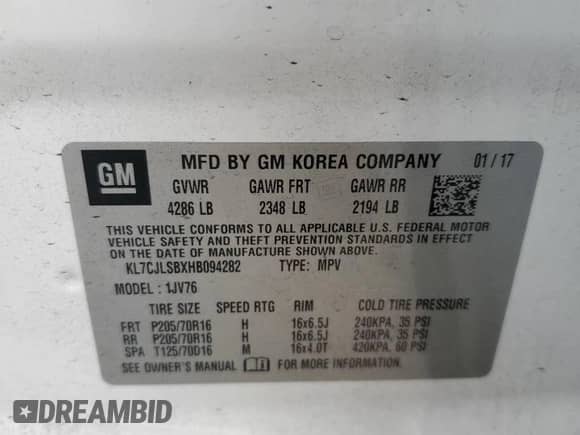 GM
MFD BY GM KOREA COMPANY 01/17
GVWR GAWR FRT GAWR RR
4286 LB 2348 LB 2194 LB
THIS VEHICLE CONFORMS TO ALL APPLICABLE U.S. FEDERAL MOTOR
VEHICLE SAFETY AND THEFT PREVENTION STANDARDS IN EFFECT
ON THE DATE OF MANUFACTURE SHOWN ABOVE.
KL7CJLSBXHB094282 TYPE: MPV
MODEL: 1JV76
TIRE SIZE SPEED RTG RIM COLD TIRE PRESSURE
FRT P205/70R16 H 16x6.5J 240KPA, 35 PSI
RR P205/70R16 H 16x6.5J 240KPA, 35 PSI
SPA T125/70D16 M 16x4.0T 420KPA, 60 PSI
SEE OWNER'S MANUAL FOR MORE INFORMATION.
DREAMBID